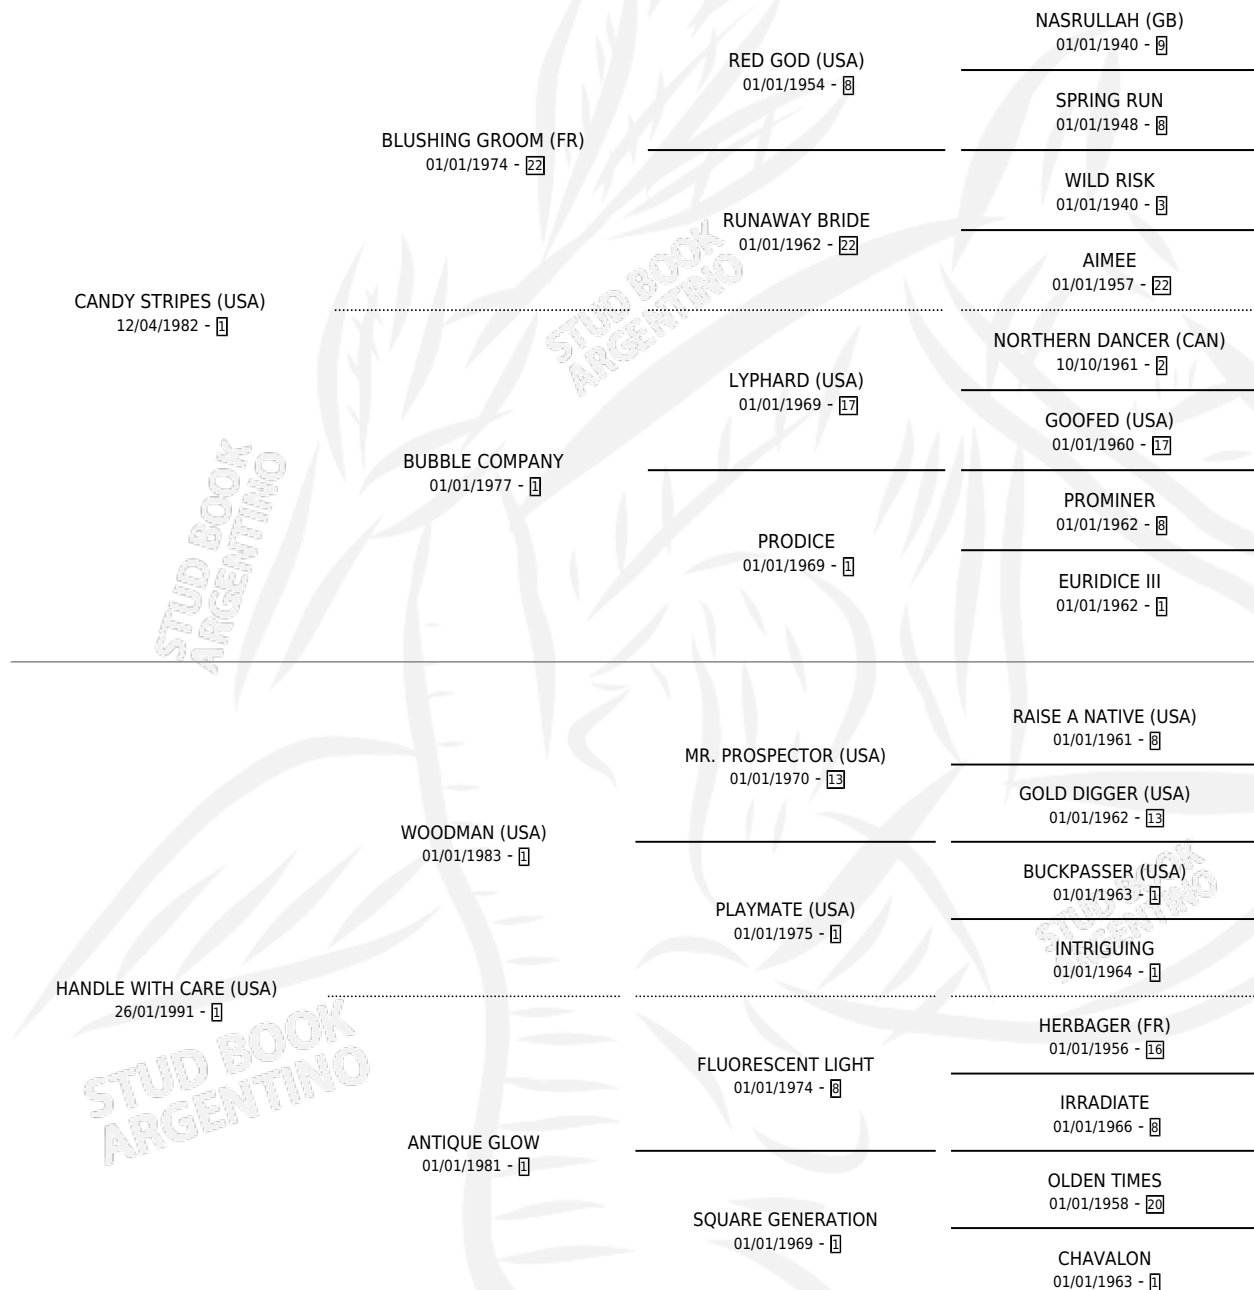 NASRULLAH (GB)
01/01/1940 - 9
RED GOD (USA)
01/01/1954 - 8
SPRING RUN
01/01/1948 - 8
BLUSHING GROOM (FR)
01/01/1974 - 22
WILD RISK
01/01/1940 - 3
RUNAWAY BRIDE
01/01/1962 - 22
AIMEE
01/01/1957 - 22
CANDY STRIPES (USA)
12/04/1982 - 1
NORTHERN DANCER (CAN)
10/10/1961 - 2
LYPHARD (USA)
01/01/1969 - 17
GOOFED (USA)
01/01/1960 - 17
BUBBLE COMPANY
01/01/1977 - 1
PROMINER
01/01/1962 - 8
PRODICE
01/01/1969 - 1
EURIDICE III
01/01/1962 - 1
RAISE A NATIVE (USA)
01/01/1961 - 8
MR. PROSPECTOR (USA)
01/01/1970 - 13
GOLD DIGGER (USA)
01/01/1962 - 13
WOODMAN (USA)
01/01/1983 - 1
BUCKPASSER (USA)
01/01/1963 - 1
PLAYMATE (USA)
01/01/1975 - 1
INTRIGUING
01/01/1964 - 1
HANDLE WITH CARE (USA)
26/01/1991 - 1
HERBAGER (FR)
01/01/1956 - 16
FLUORESCENT LIGHT
01/01/1974 - 8
IRRADIATE
01/01/1966 - 8
ANTIQUE GLOW
01/01/1981 - 1
OLDEN TIMES
01/01/1958 - 20
SQUARE GENERATION
01/01/1969 - 1
CHAVALON
01/01/1963 - 1
STUD BOOK
ARGENTINO
STUD BOOK
ARGENTINO
STUD BOOK
ARGENTINO
STUD BOOK
ARGENTINO